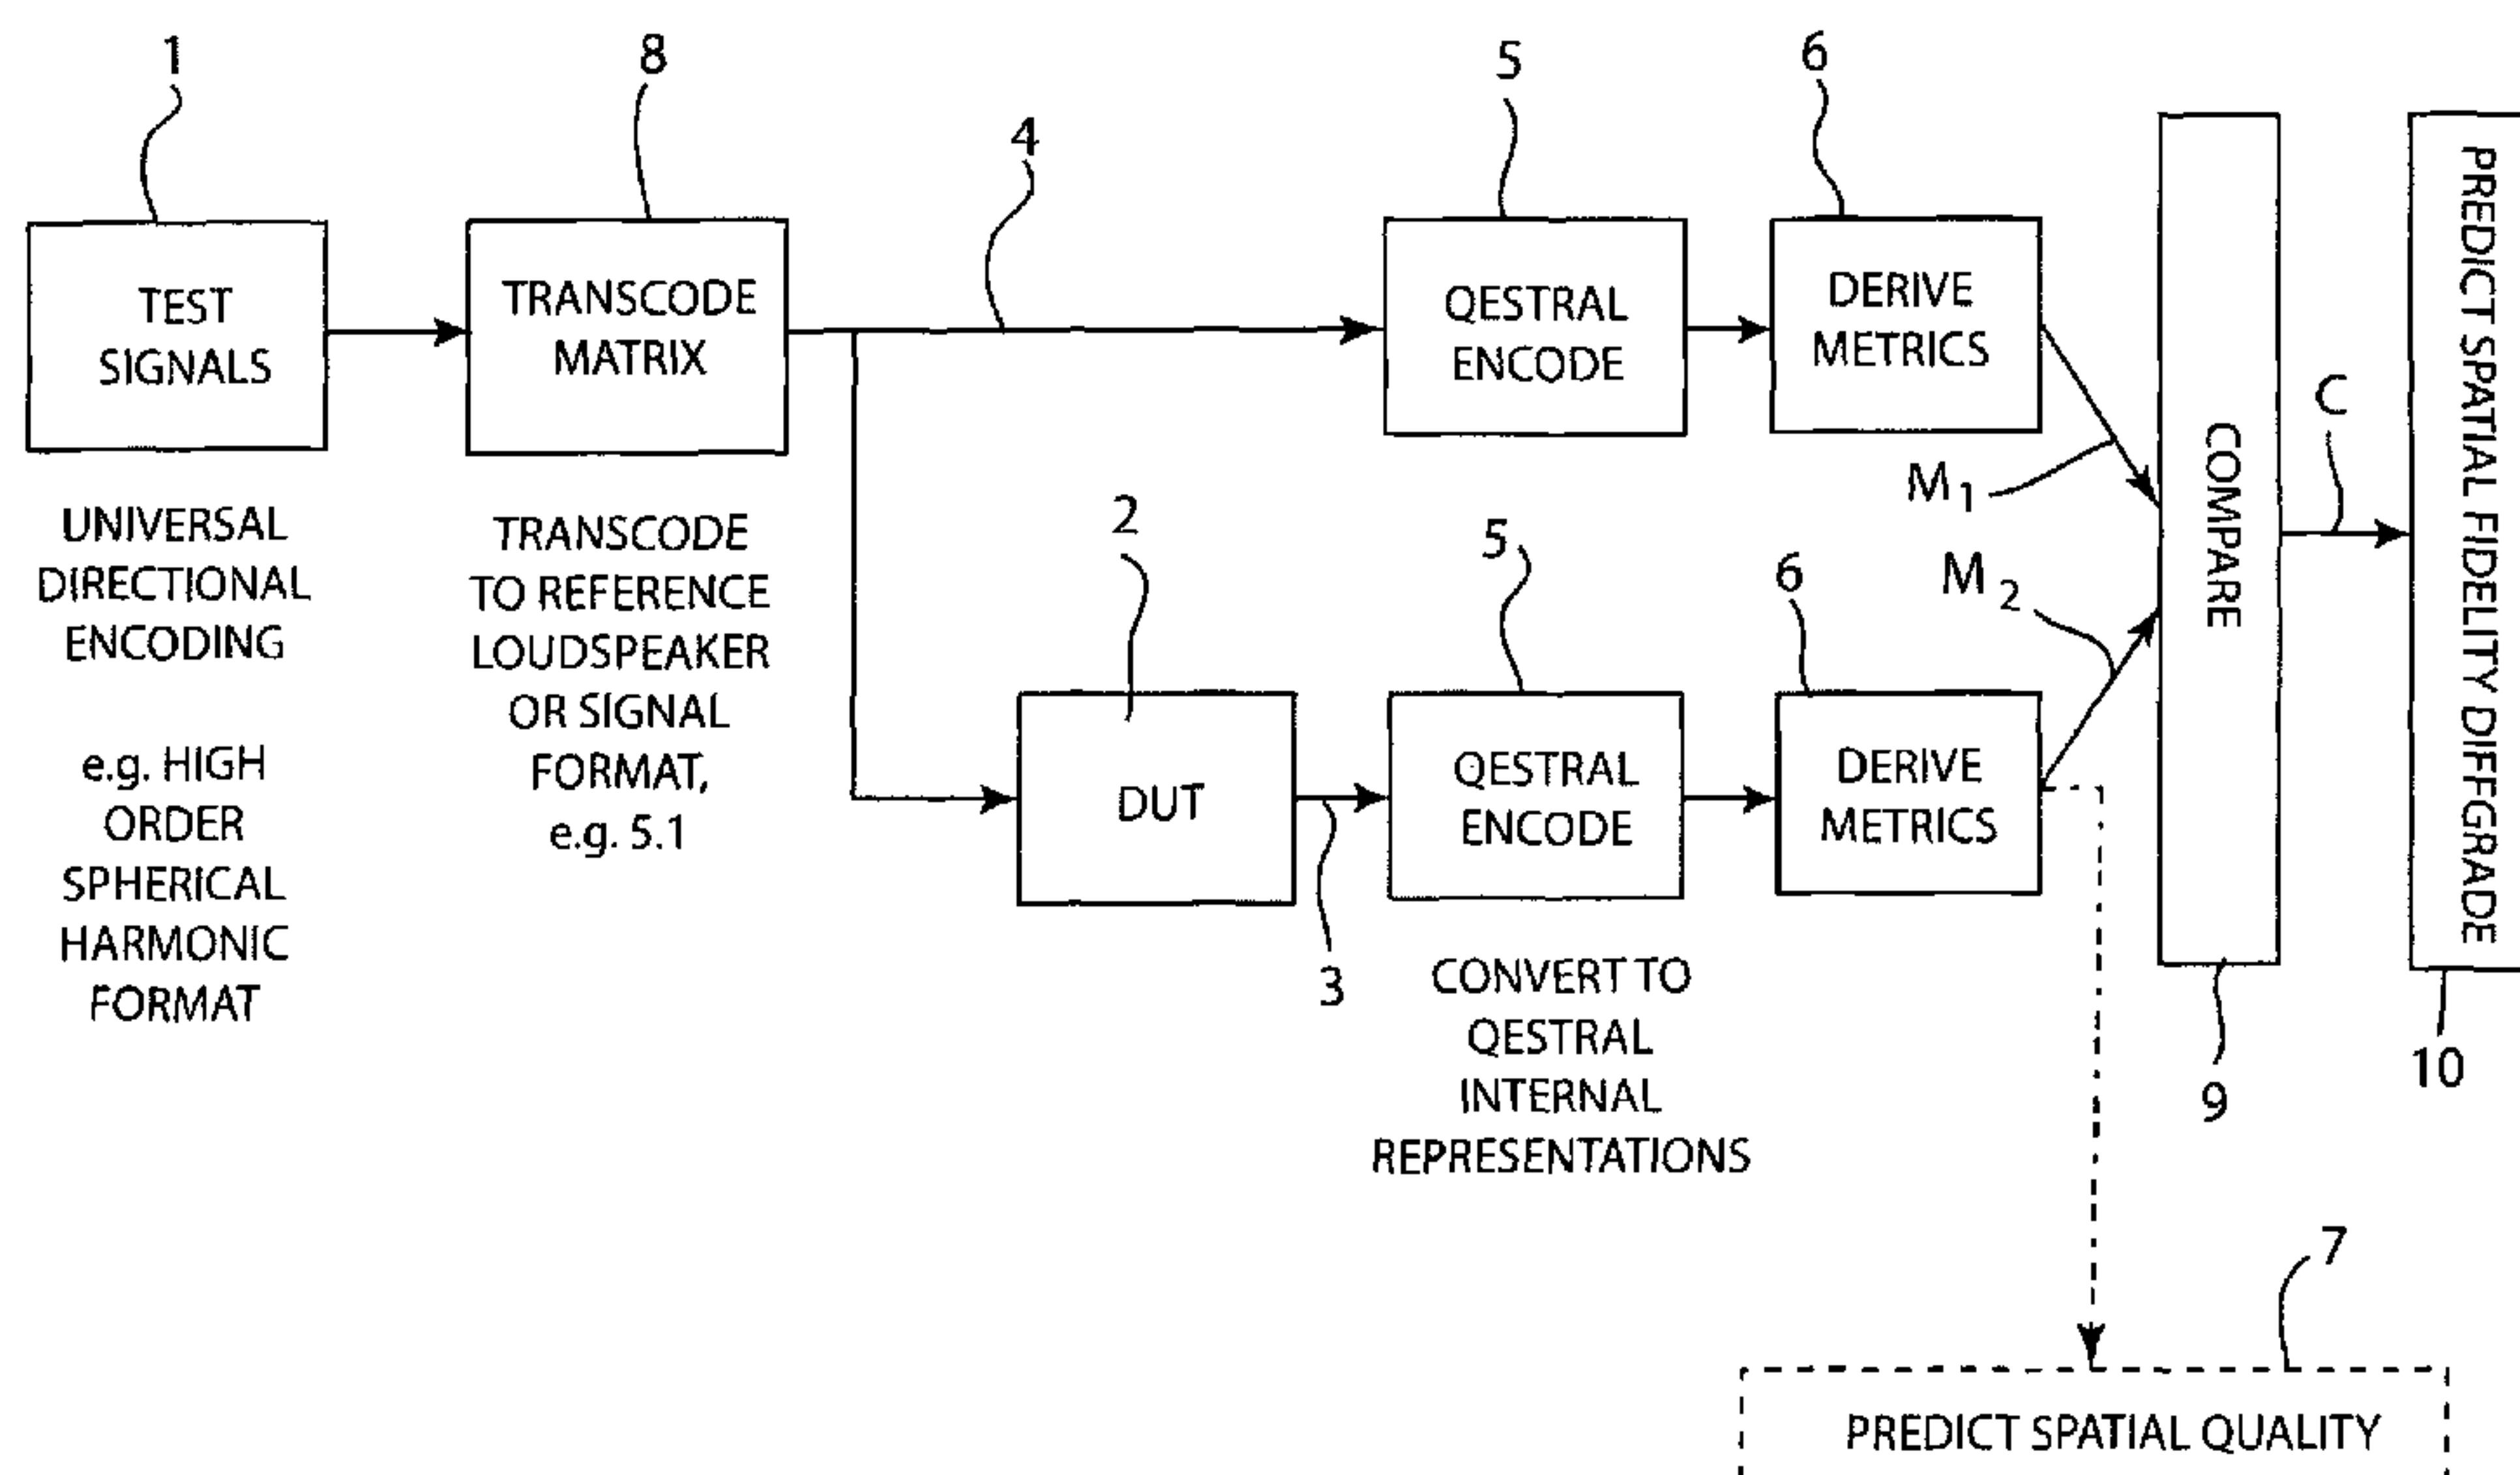 1
8
4
5
6
TEST
SIGNALS
TRANSCODE
MATRIX
QESTRAL
ENCODE
DERIVE
METRICS
UNIVERSAL
DIRECTIONAL
ENCODING
e.g. HIGH
ORDER
SPHERICAL
HARMONIC
FORMAT
TRANSCODE
TO REFERENCE
LOUDSPEAKER
OR SIGNAL
FORMAT,
e.g. 5.1
2
DUT
3
5
QESTRAL
ENCODE
CONVERT TO
QESTRAL
INTERNAL
REPRESENTATIONS
6
DERIVE
METRICS
M1
M2
COMPARE
9
C
PREDICT SPATIAL FIDELITY DIFFGRADE
10
7
PREDICT SPATIAL QUALITY